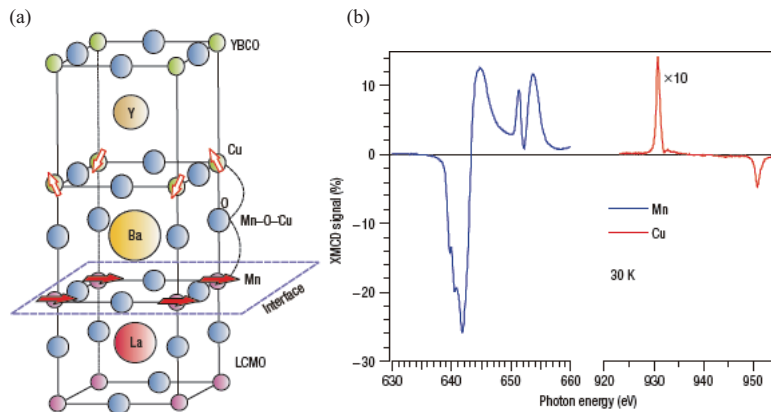 (a)
YBCO
Y
Cu
O
Mn–O–Cu
Ba
Mn
Interface
La
LCMO
(b)
XMCD signal (%)
10
0
−10
−20
−30
×10
Mn
Cu
30 K
630 640 650 660 920 930 940 950
Photon energy (eV)